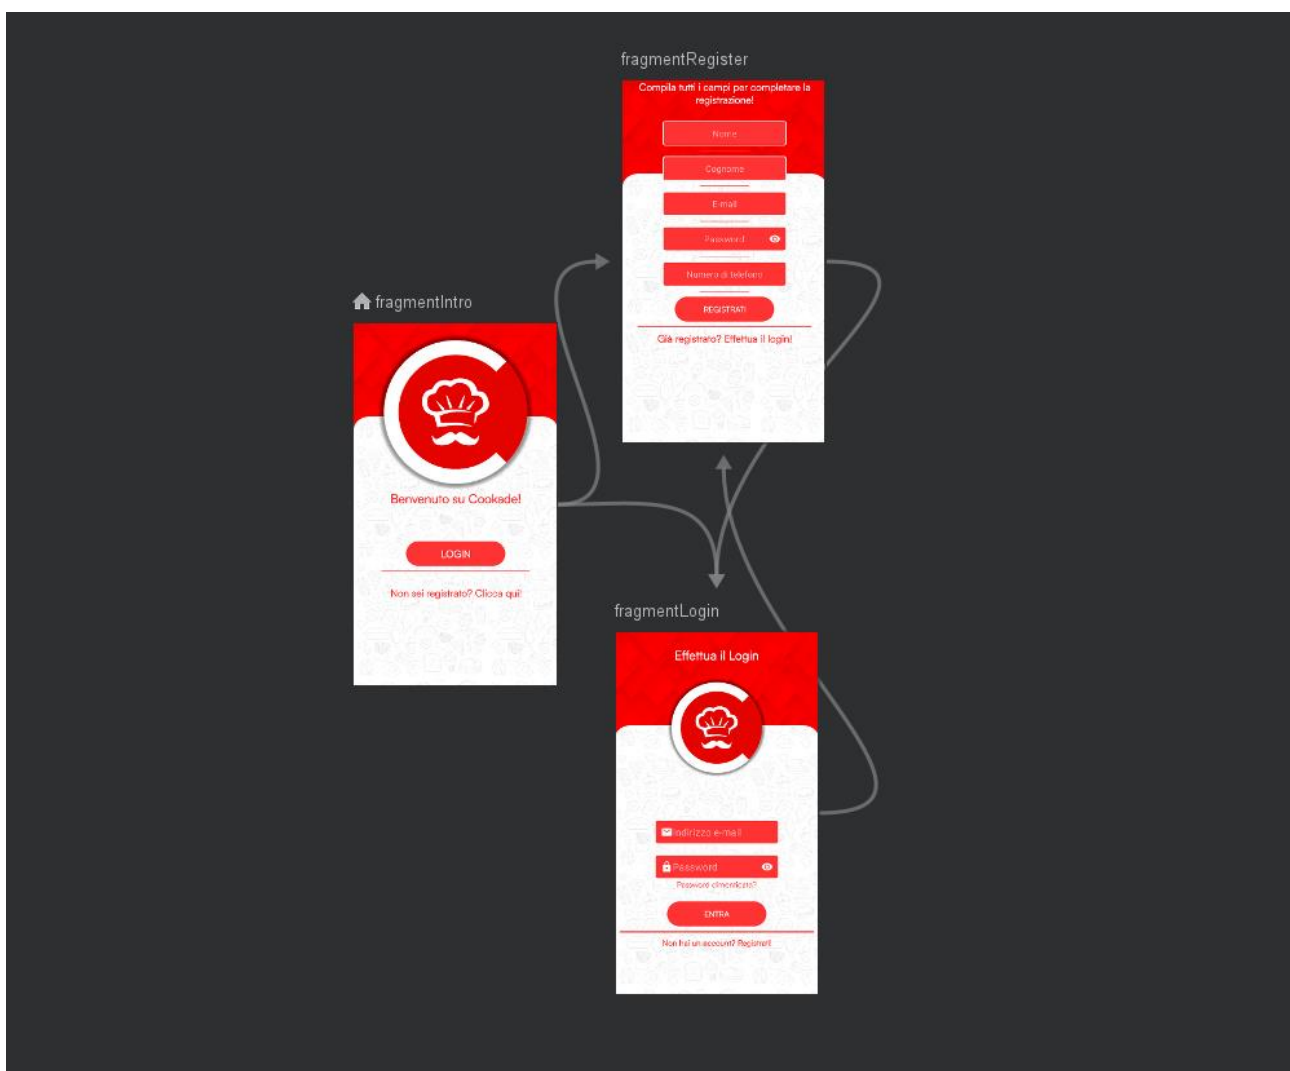 fragmentRegister
Compila tutti i campi per completare la
registrazione!
Nome
Cognome
E-mail
Password
Numero di telefono
REGISTRATI
Già registrato? Effettua il login!
fragmentIntro
Benvenuto su Cookade!
LOGIN
Non sei registrato? Clicca qui!
fragmentLogin
Effettua il Login
Indirizzo e-mail
Password
Password dimenticata?
ENTRA
Non hai un account? Registrati!